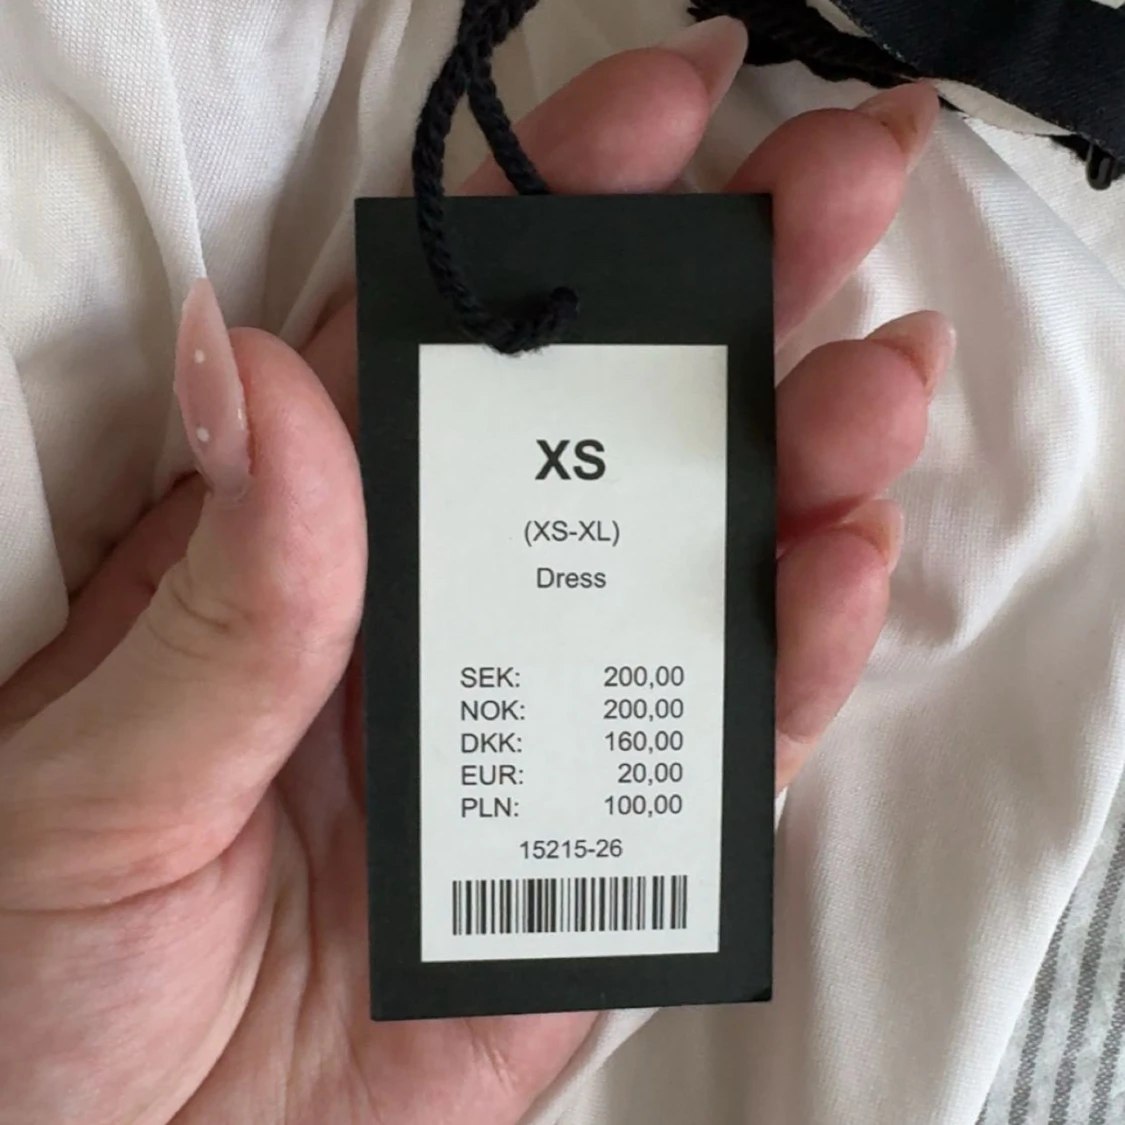 XS
(XS-XL)
Dress
SEK: 200,00
NOK: 200,00
DKK: 160,00
EUR: 20,00
PLN: 100,00
15215-26